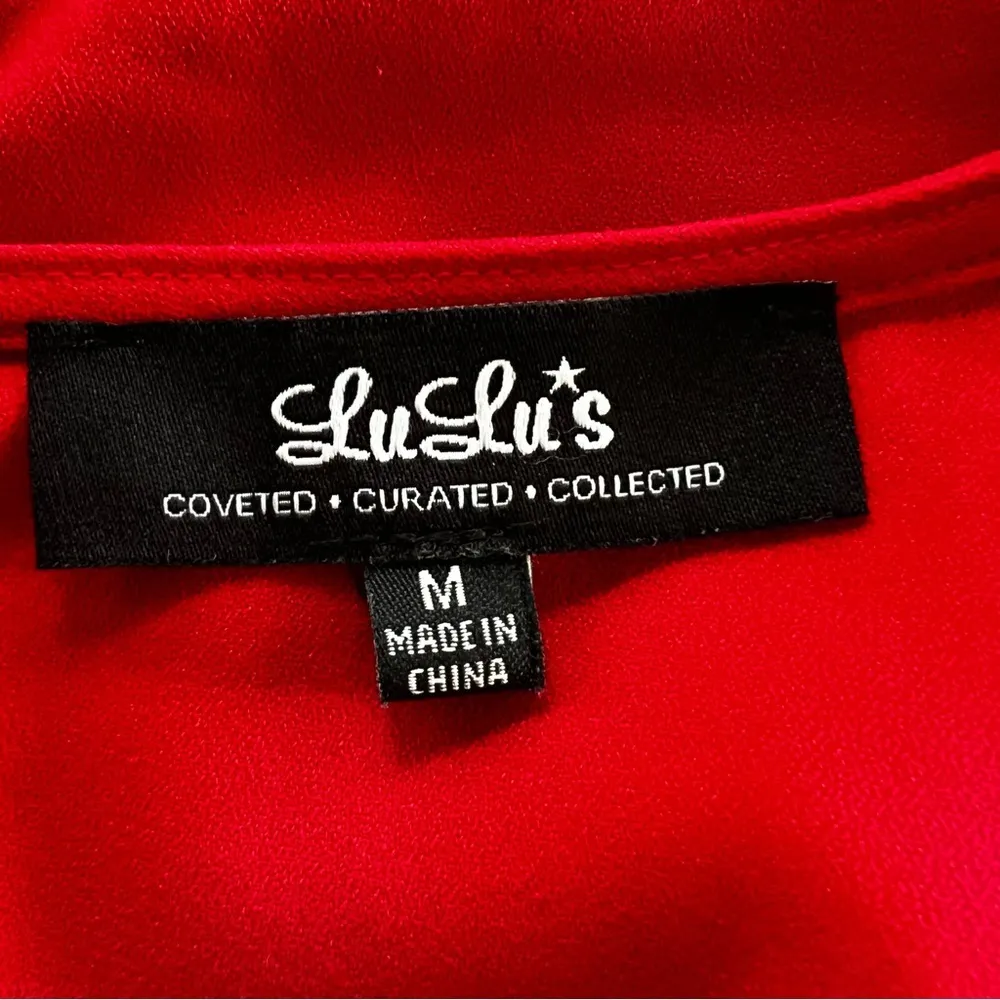 LuLu*s
COVETED • CURATED • COLLECTED
M
MADE IN
CHINA